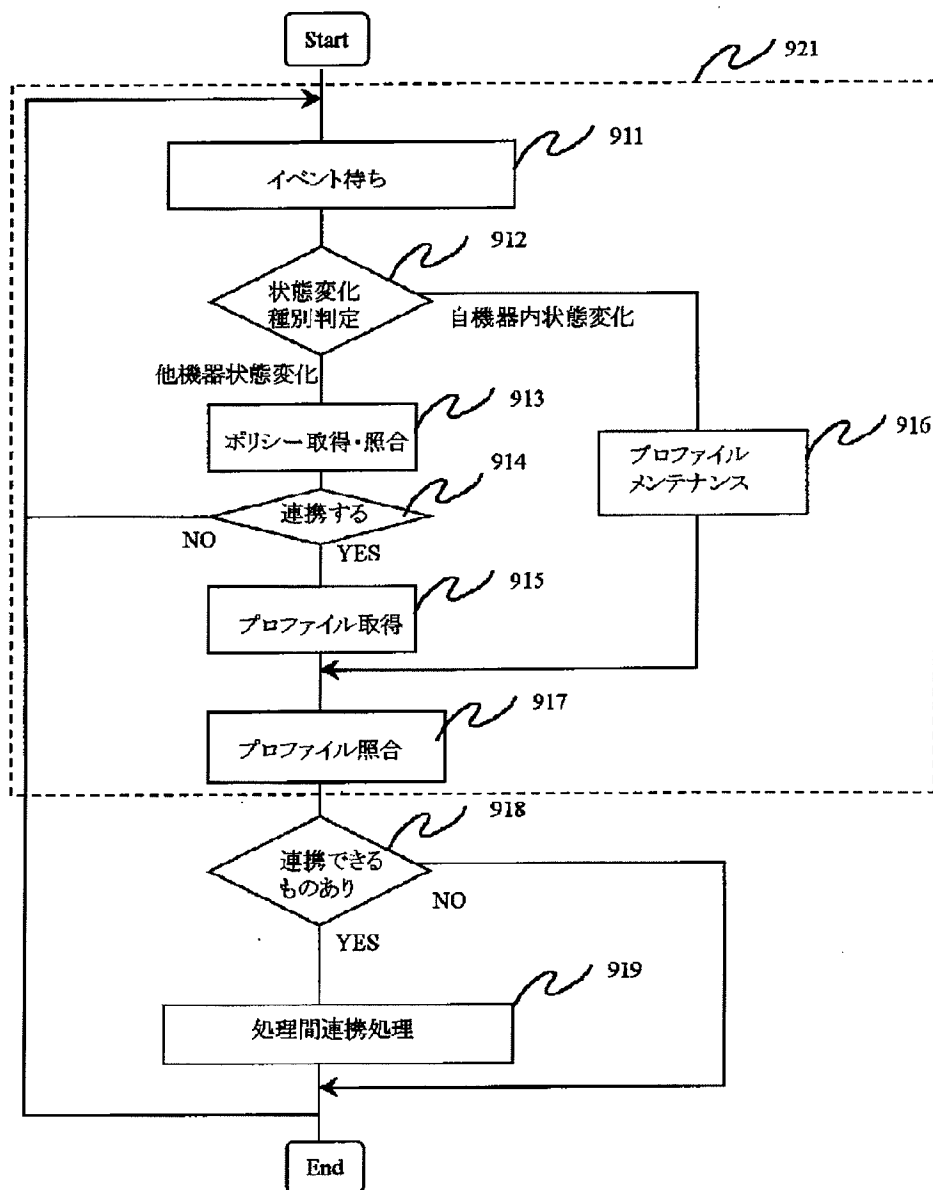 Start
921
911
イベント待ち
912
状態変化
種別判定
自機器内状態変化
他機器状態変化
913
ポリシー取得・照合
916
プロファイル
メンテナンス
914
連携する
NO
YES
915
プロファイル取得
917
プロファイル照合
918
連携できる
ものあり
NO
YES
919
処理間連携処理
End